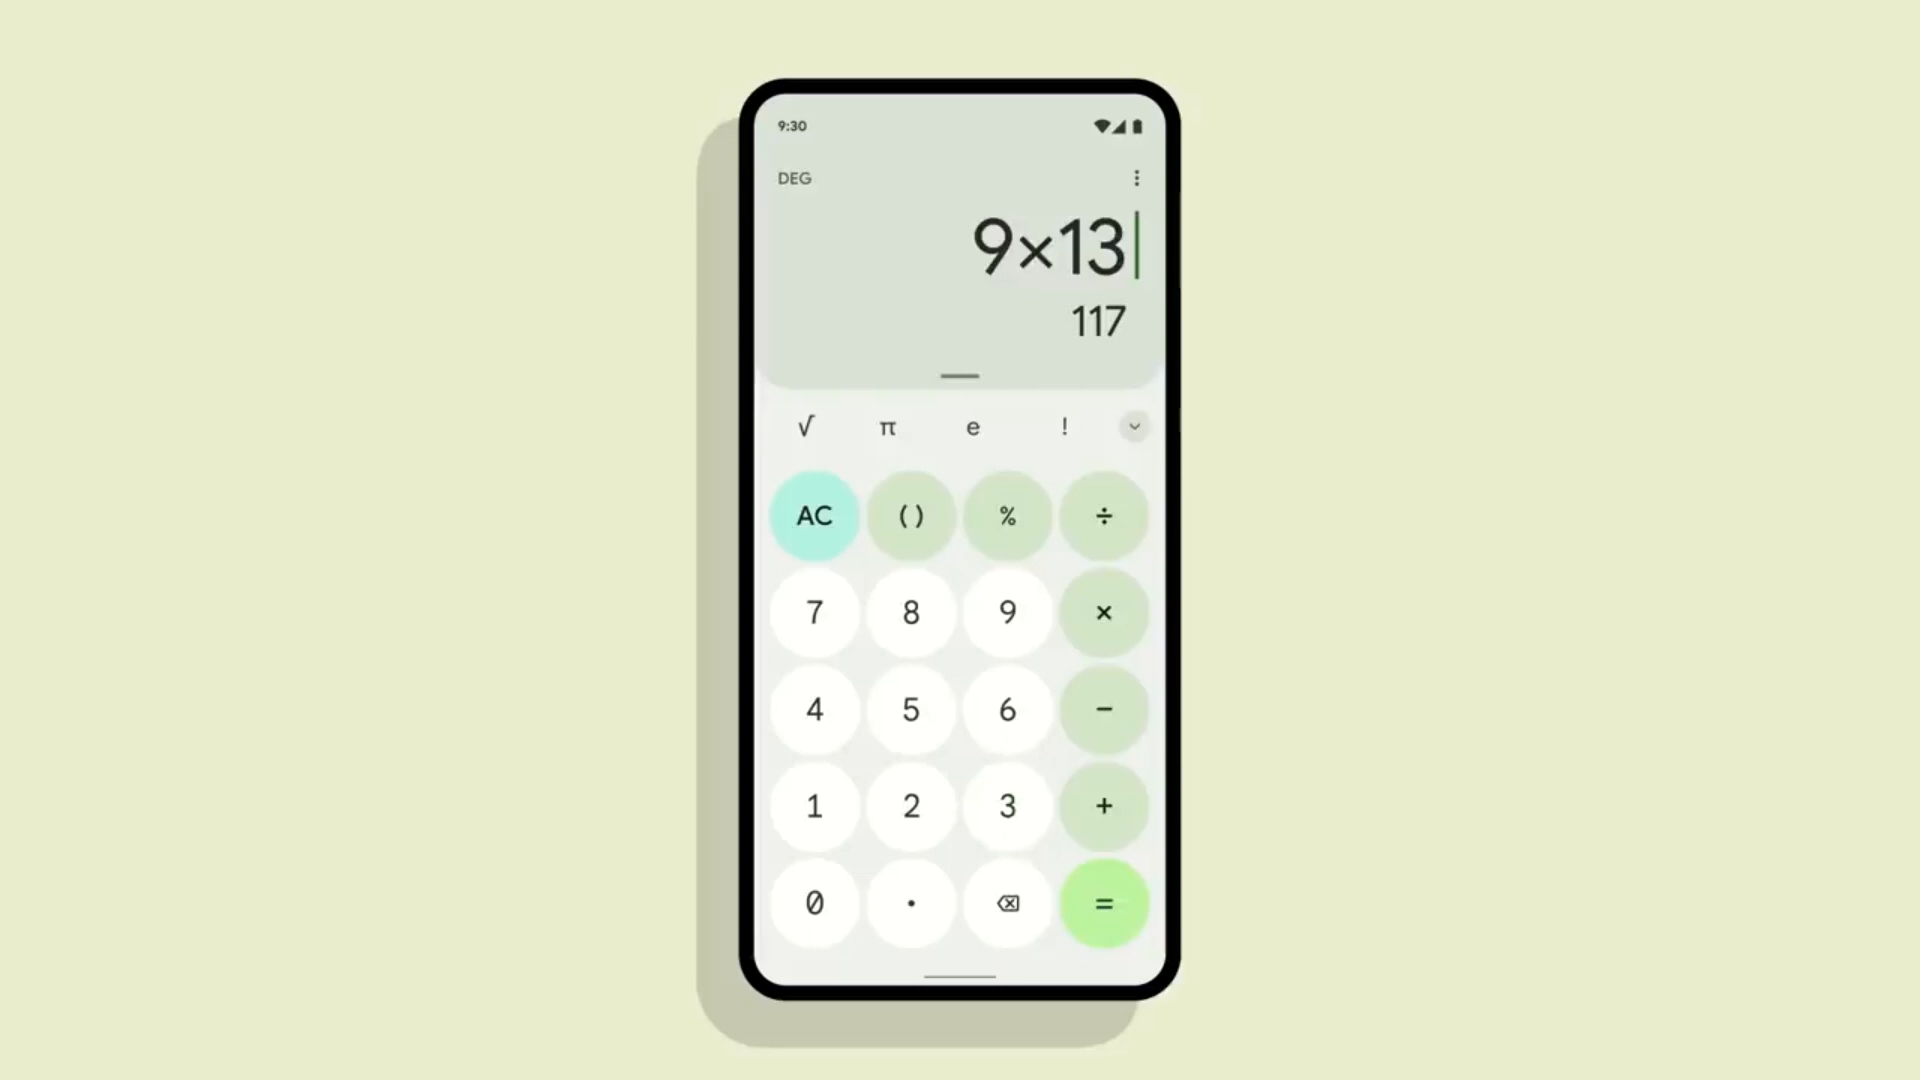 9:30
DEG
9×13
117
√ π e !
AC ( ) % ÷
7 8 9 ×
4 5 6 −
1 2 3 +
0 . =